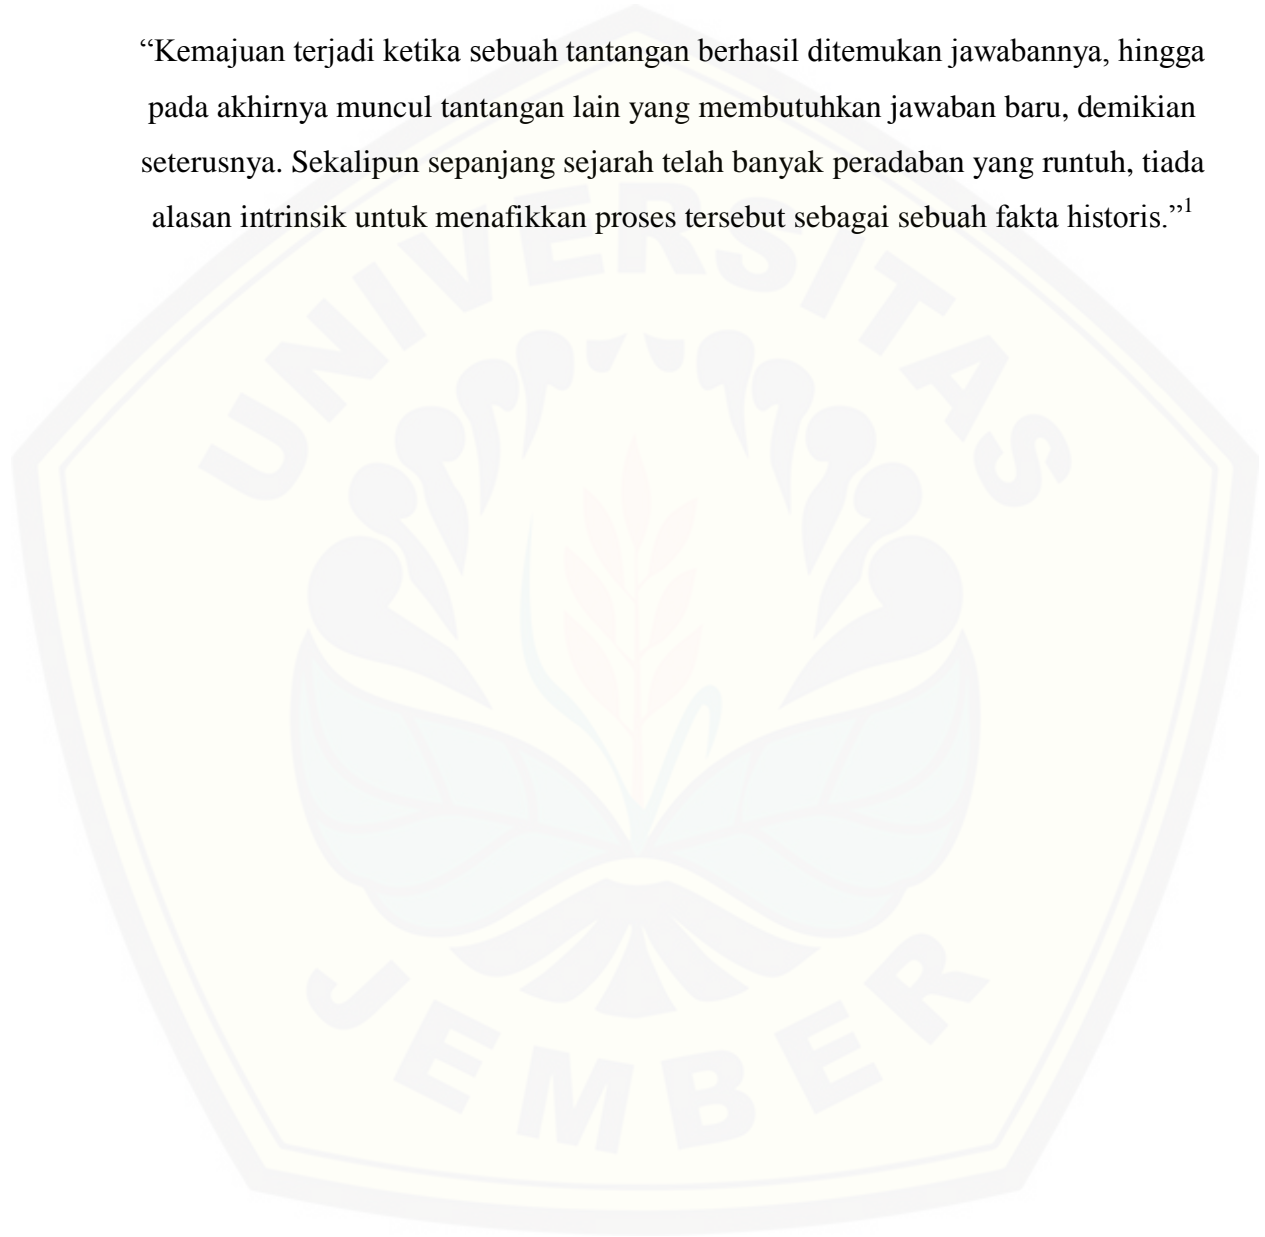 “Kemajuan terjadi ketika sebuah tantangan berhasil ditemukan jawabannya, hingga
pada akhirnya muncul tantangan lain yang membutuhkan jawaban baru, demikian
seterusnya. Sekalipun sepanjang sejarah telah banyak peradaban yang runtuh, tiada
alasan intrinsik untuk menafikkan proses tersebut sebagai sebuah fakta historis.”1
UNIVERSITAS
JEMBER